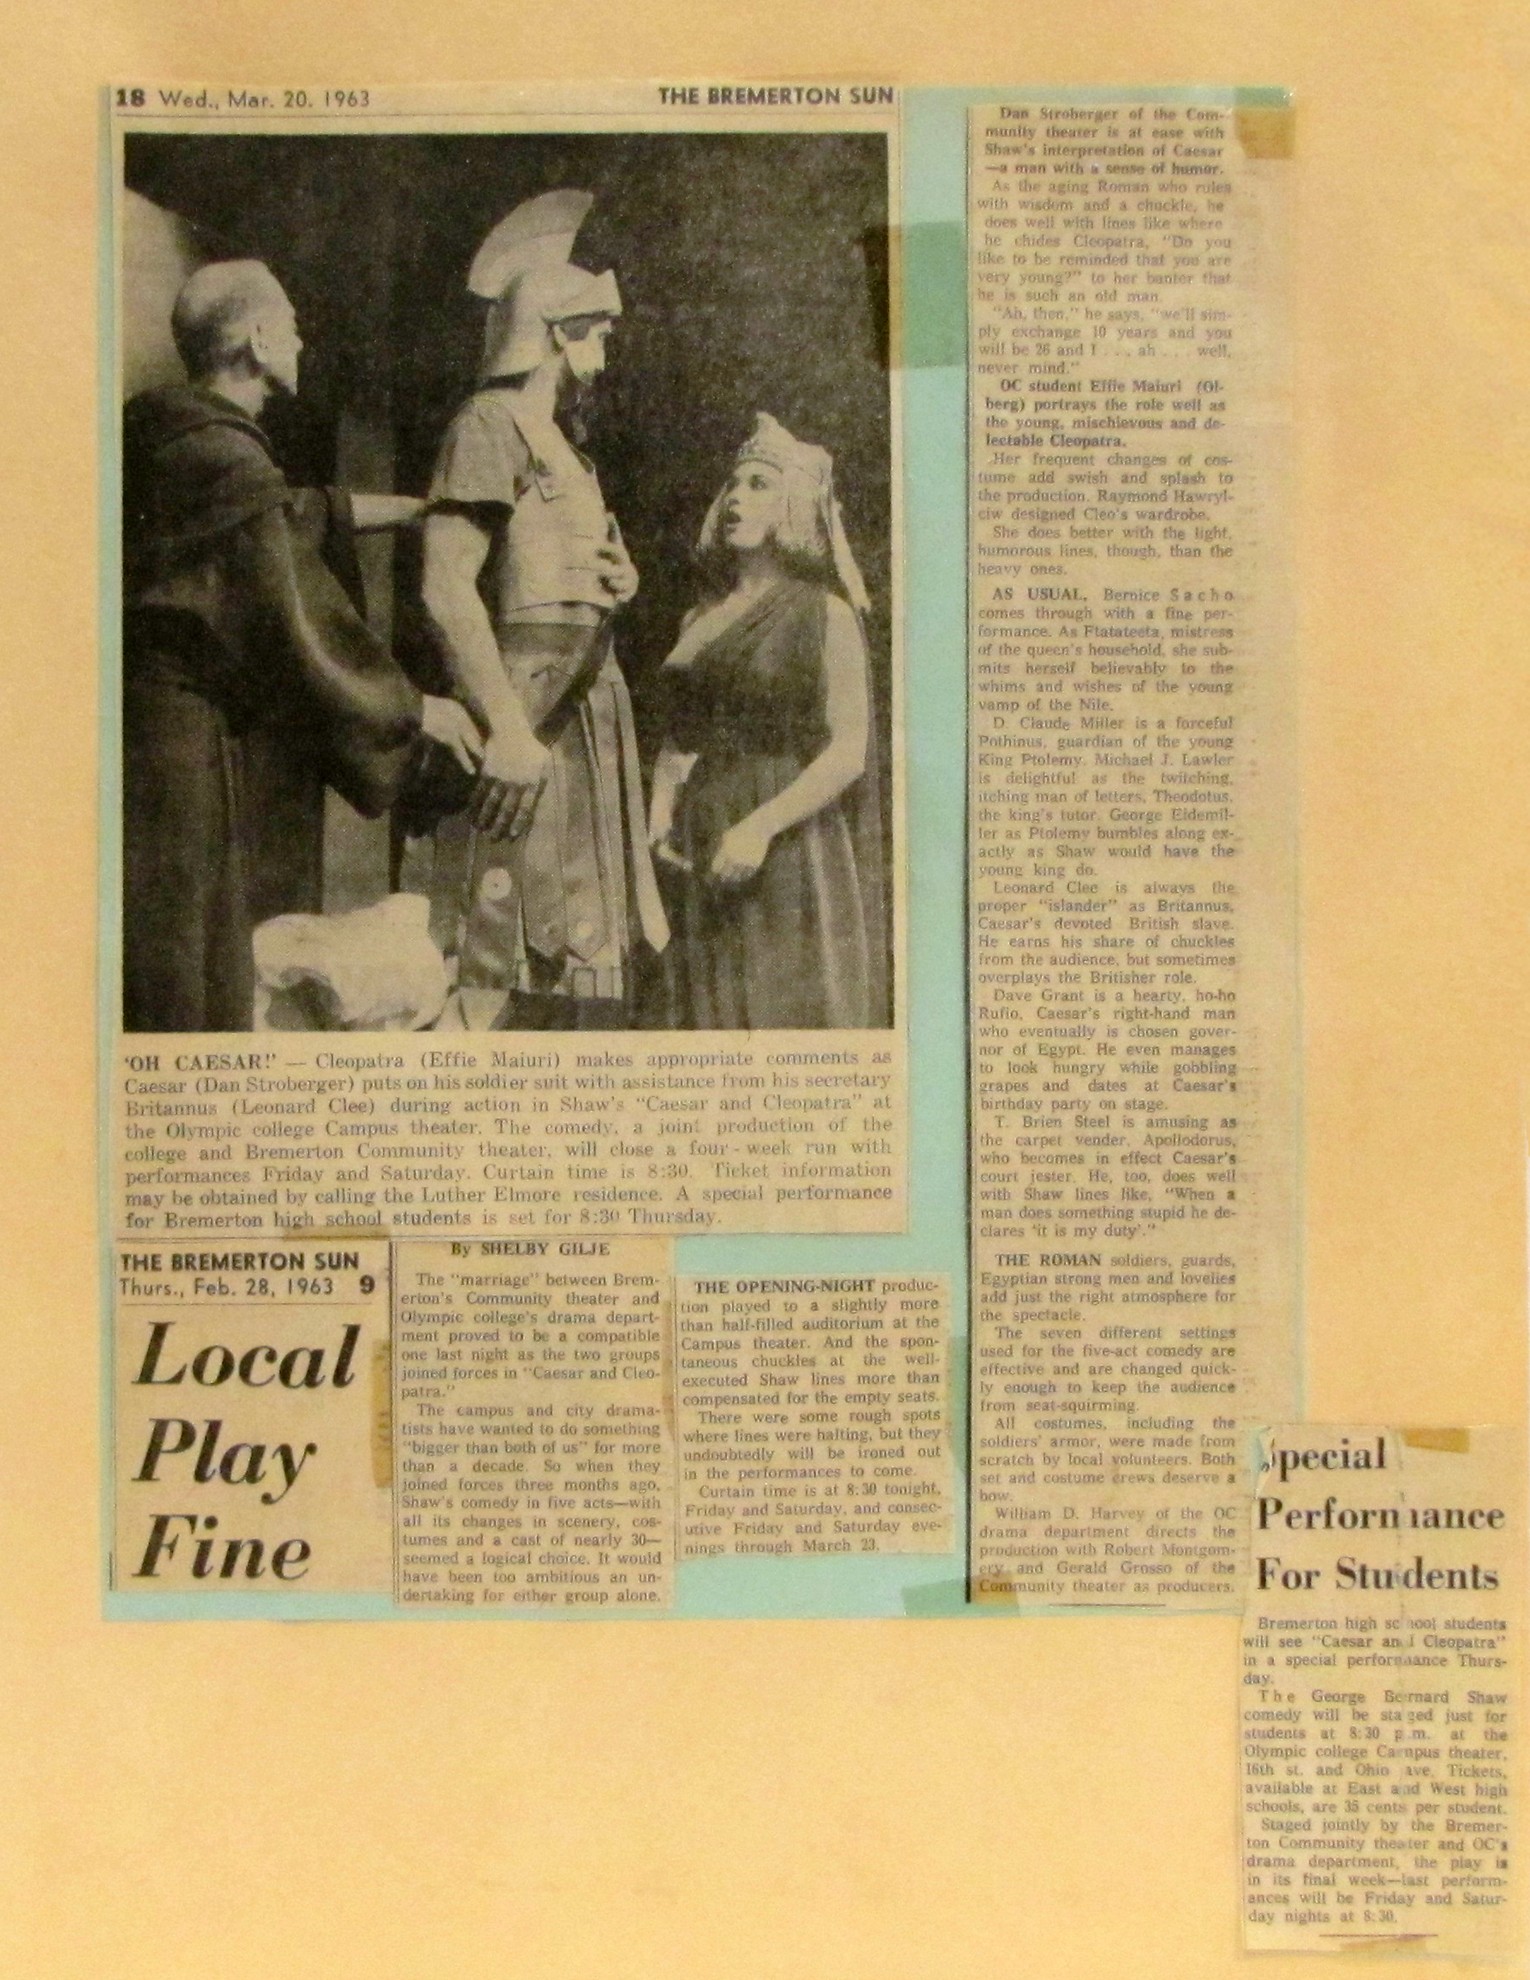 18 Wed., Mar. 20, 1963
THE BREMERTON SUN
'OH CAESAR!' — Cleopatra (Effie Maiuri) makes appropriate comments as
Caesar (Dan Stroberger) puts on his soldier suit with assistance from his secretary
Britannus (Leonard Clee) during action in Shaw's "Caesar and Cleopatra" at
the Olympic college Campus theater. The comedy, a joint production of the
college and Bremerton Community theater, will close a four-week run with
performances Friday and Saturday. Curtain time is 8:30. Ticket information
may be obtained by calling the Luther Elmore residence. A special performance
for Bremerton high school students is set for 8:30 Thursday.
THE BREMERTON SUN
Thurs., Feb. 28, 1963 9
Local
Play
Fine
By SHELBY GILJE
The "marriage" between Brem-
erton's Community theater and
Olympic college's drama depart-
ment proved to be a compatible
one last night as the two groups
joined forces in "Caesar and Cleo-
patra."
The campus and city drama-
tists have wanted to do something
"bigger than both of us" for more
than a decade. So when they
joined forces three months ago,
Shaw's comedy in five acts—with
all its changes in scenery, cos-
tumes and a cast of nearly 30—
seemed a logical choice. It would
have been too ambitious an un-
dertaking for either group alone.
THE OPENING-NIGHT produc-
tion played to a slightly more
than half-filled auditorium at the
Campus theater. And the spon-
taneous chuckles at the well-
executed Shaw lines more than
compensated for the empty seats.
There were some rough spots
where lines were halting, but they
undoubtedly will be ironed out
in the performances to come.
Curtain time is at 8:30 tonight,
Friday and Saturday, and consec-
utive Friday and Saturday eve-
nings through March 23.
Dan Stroberger of the Com-
munity theater is at ease with
Shaw's interpretation of Caesar
—a man with a sense of humor.
As the aging Roman who rules
with wisdom and a chuckle, he
does well with lines like where
he chides Cleopatra, "Do you
like to be reminded that you are
very young?" to her banter that
he is such an old man.
"Ah, then," he says, "we'll sim-
ply exchange 10 years and you
will be 26 and I . . . ah . . . well,
never mind."
OC student Effie Maiuri (Ol-
berg) portrays the role well as
the young, mischievous and de-
lectable Cleopatra.
Her frequent changes of cos-
tume add swish and splash to
the production. Raymond Hawryl-
ciw designed Cleo's wardrobe.
She does better with the light,
humorous lines, though, than the
heavy ones.
AS USUAL, Bernice Sacho
comes through with a fine per-
formance. As Ftatateeta, mistress
of the queen's household, she sub-
mits herself believably to the
whims and wishes of the young
vamp of the Nile.
D. Claude Miller is a forceful
Pothinus, guardian of the young
King Ptolemy. Michael J. Lawler
is delightful as the twitching,
itching man of letters, Theodotus,
the king's tutor. George Eidemil-
ler as Ptolemy bumbles along ex-
actly as Shaw would have the
young king do.
Leonard Clee is always the
proper "islander" as Britannus,
Caesar's devoted British slave.
He earns his share of chuckles
from the audience, but sometimes
overplays the Britisher role.
Dave Grant is a hearty, ho-ho
Rufio, Caesar's right-hand man
who eventually is chosen gover-
nor of Egypt. He even manages
to look hungry while gobbling
grapes and dates at Caesar's
birthday party on stage.
T. Brien Steel is amusing as
the carpet vender, Apollodorus,
who becomes in effect Caesar's
court jester. He, too, does well
with Shaw lines like, "When a
man does something stupid he de-
clares 'it is my duty'."
THE ROMAN soldiers, guards,
Egyptian strong men and lovelies
add just the right atmosphere for
the spectacle.
The seven different settings
used for the five-act comedy are
effective and are changed quick-
ly enough to keep the audience
from seat-squirming.
All costumes, including the
soldiers' armor, were made from
scratch by local volunteers. Both
set and costume crews deserve a
bow.
William D. Harvey of the OC
drama department directs the
production with Robert Montgom-
ery and Gerald Grosso of the
Community theater as producers.
Special
Performance
For Students
Bremerton high school students
will see "Caesar and Cleopatra"
in a special performance Thurs-
day.
The George Bernard Shaw
comedy will be staged just for
students at 8:30 p.m. at the
Olympic college Campus theater,
16th st. and Ohio ave. Tickets,
available at East and West high
schools, are 35 cents per student.
Staged jointly by the Bremer-
ton Community theater and OC's
drama department, the play is
in its final week—last perform-
ances will be Friday and Satur-
day nights at 8:30.